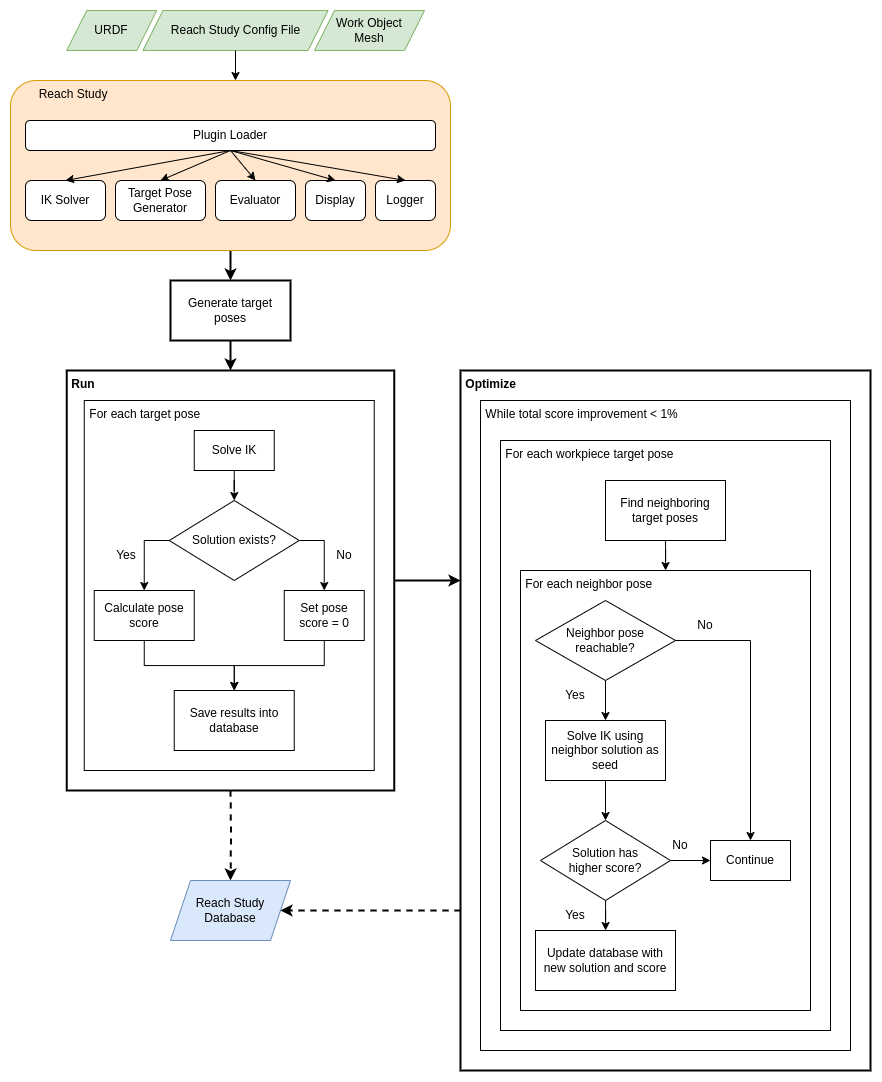 URDF
Reach Study Config File
Work Object
Mesh
Reach Study
Plugin Loader
IK Solver
Target Pose
Generator
Evaluator
Display
Logger
Generate target
poses
Run
For each target pose
Solve IK
Solution exists?
Yes
No
Calculate pose
score
Set pose
score = 0
Save results into
database
Reach Study
Database
Optimize
While total score improvement < 1%
For each workpiece target pose
Find neighboring
target poses
For each neighbor pose
Neighbor pose
reachable?
No
Yes
Solve IK using
neighbor solution as
seed
Solution has
higher score?
No
Continue
Yes
Update database with
new solution and score